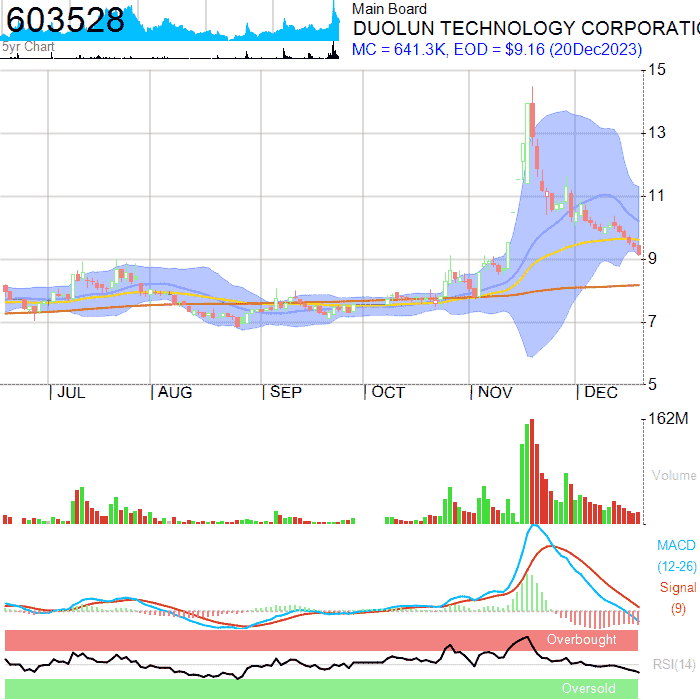 603528
5yr Chart
Main Board
DUOLUN TECHNOLOGY CORPORATIO
MC = 641.3K, EOD = $9.16 (20Dec2023)
15
13
11
9
7
5
JUL
AUG
SEP
OCT
NOV
DEC
162M
Volume
MACD
(12-26)
Signal
(9)
Overbought
RSI(14)
Oversold